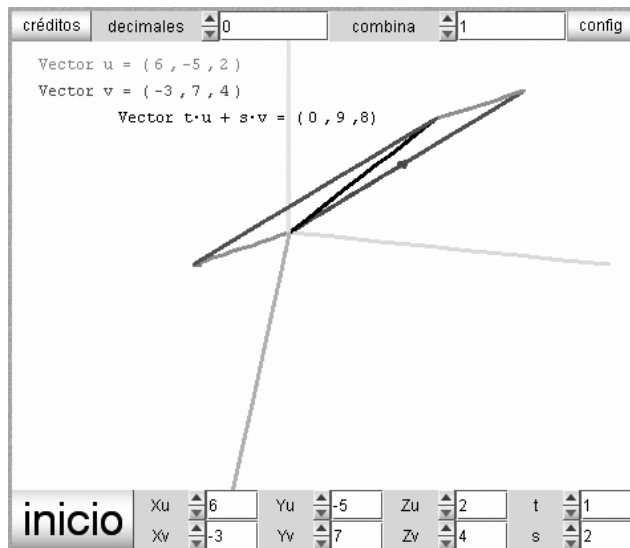 créditos decimales 0 combina 1 config
Vector u = ( 6 , -5 , 2 )
Vector v = ( -3 , 7 , 4 )
Vector t·u + s·v = ( 0 , 9 ,8)
inicio
Xu 6 Yu -5 Zu 2 t 1
Xv -3 Yv 7 Zv 4 s 2